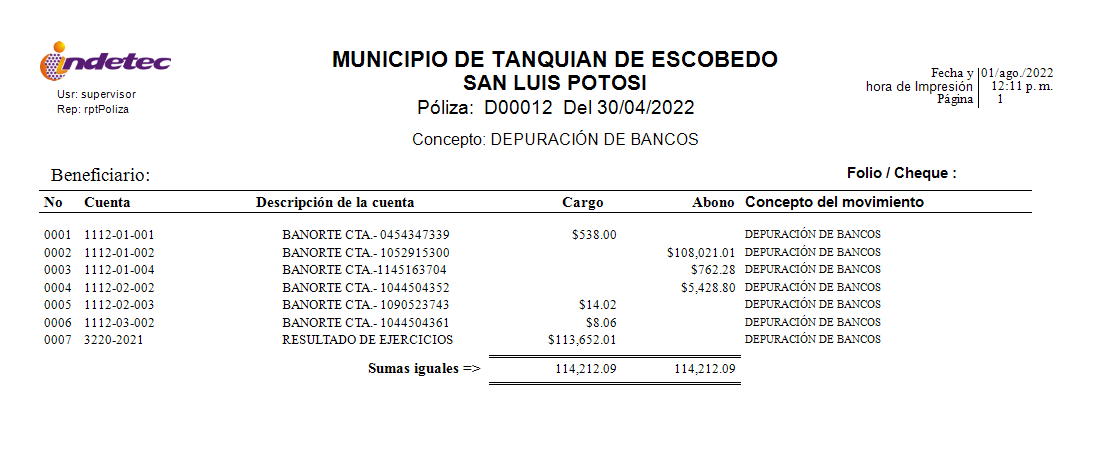 indetec
Usr: supervisor
Rep: rptPoliza
MUNICIPIO DE TANQUIAN DE ESCOBEDO
SAN LUIS POTOSI
Póliza: D00012 Del 30/04/2022
Concepto: DEPURACIÓN DE BANCOS
Fecha y 01/ago./2022
hora de Impresión 12:11 p. m.
Página 1
Beneficiario: Folio / Cheque :
No Cuenta Descripción de la cuenta Cargo Abono Concepto del movimiento
0001 1112-01-001 BANORTE CTA.- 0454347339 $538.00 DEPURACIÓN DE BANCOS
0002 1112-01-002 BANORTE CTA.- 1052915300 $108,021.01 DEPURACIÓN DE BANCOS
0003 1112-01-004 BANORTE CTA.-1145163704 $762.28 DEPURACIÓN DE BANCOS
0004 1112-02-002 BANORTE CTA.- 1044504352 $5,428.80 DEPURACIÓN DE BANCOS
0005 1112-02-003 BANORTE CTA.- 1090523743 $14.02 DEPURACIÓN DE BANCOS
0006 1112-03-002 BANORTE CTA.- 1044504361 $8.06 DEPURACIÓN DE BANCOS
0007 3220-2021 RESULTADO DE EJERCICIOS $113,652.01 DEPURACIÓN DE BANCOS
Sumas iguales => 114,212.09 114,212.09